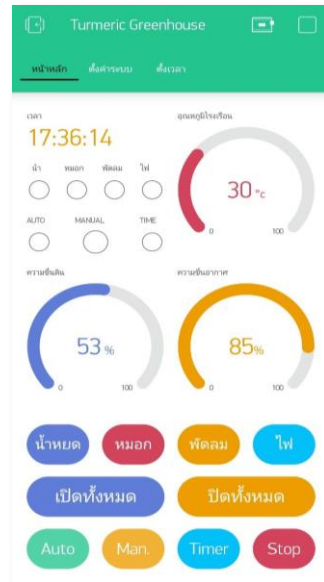 Turmeric Greenhouse
หน้าหลัก ตั้งค่าระบบ ตั้งเวลา
เวลา
17:36:14
น้ำ หมอก พัดลม ไฟ
AUTO MANUAL TIME
อุณหภูมิโรงเรือน
30 °C
0 100
ความชื้นดิน
53 %
0 100
ความชื้นอากาศ
85%
0 100
น้ำหยด หมอก พัดลม ไฟ
เปิดทั้งหมด ปิดทั้งหมด
Auto Man. Timer Stop